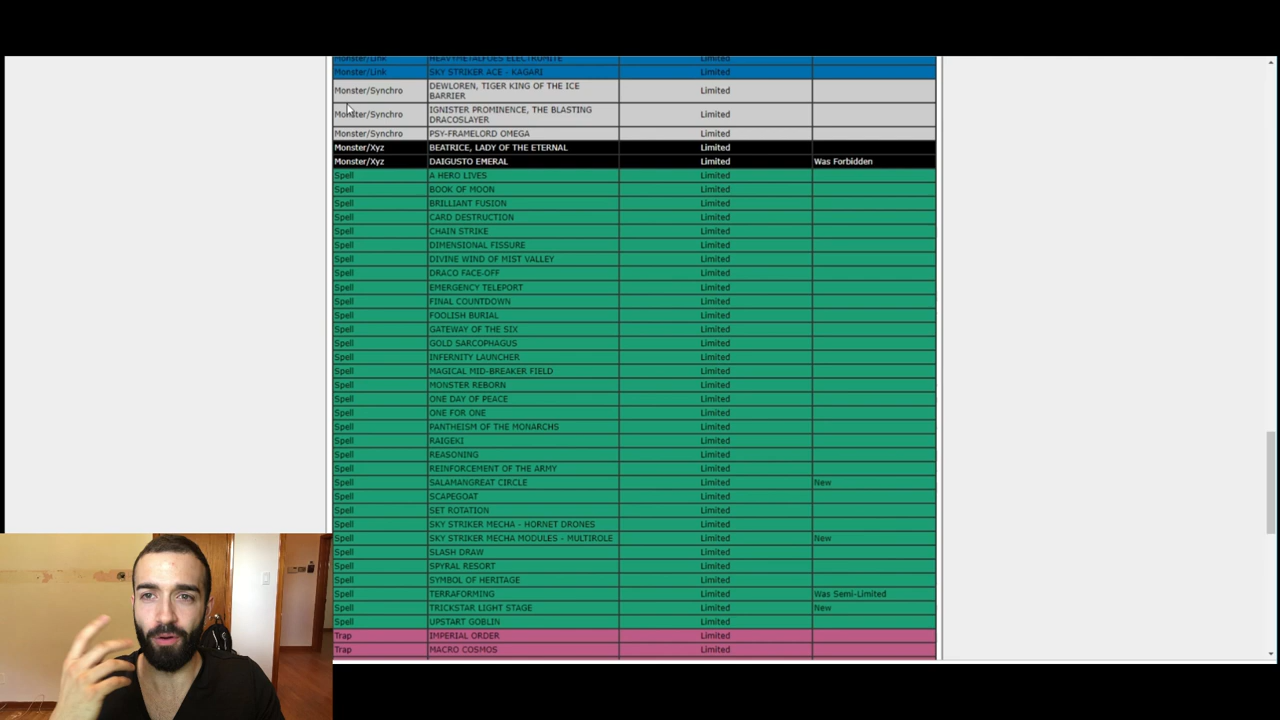 Monster/Link HEAVYMETALFOES ELECTRUMITE Limited
Monster/Link SKY STRIKER ACE - KAGARI Limited
Monster/Synchro DEWLOREN, TIGER KING OF THE ICE BARRIER Limited
Monster/Synchro IGNISTER PROMINENCE, THE BLASTING DRACOSLAYER Limited
Monster/Synchro PSY-FRAMELORD OMEGA Limited
Monster/Xyz BEATRICE, LADY OF THE ETERNAL Limited
Monster/Xyz DAIGUSTO EMERAL Limited Was Forbidden
Spell A HERO LIVES Limited
Spell BOOK OF MOON Limited
Spell BRILLIANT FUSION Limited
Spell CARD DESTRUCTION Limited
Spell CHAIN STRIKE Limited
Spell DIMENSIONAL FISSURE Limited
Spell DIVINE WIND OF MIST VALLEY Limited
Spell DRACO FACE-OFF Limited
Spell EMERGENCY TELEPORT Limited
Spell FINAL COUNTDOWN Limited
Spell FOOLISH BURIAL Limited
Spell GATEWAY OF THE SIX Limited
Spell GOLD SARCOPHAGUS Limited
Spell INFERNITY LAUNCHER Limited
Spell MAGICAL MID-BREAKER FIELD Limited
Spell MONSTER REBORN Limited
Spell ONE DAY OF PEACE Limited
Spell ONE FOR ONE Limited
Spell PANTHEISM OF THE MONARCHS Limited
Spell RAIGEKI Limited
Spell REASONING Limited
Spell REINFORCEMENT OF THE ARMY Limited
Spell SALAMANGREAT CIRCLE Limited New
Spell SCAPEGOAT Limited
Spell SET ROTATION Limited
Spell SKY STRIKER MECHA - HORNET DRONES Limited
Spell SKY STRIKER MECHA MODULES - MULTIROLE Limited New
Spell SLASH DRAW Limited
Spell SPYRAL RESORT Limited
Spell SYMBOL OF HERITAGE Limited
Spell TERRAFORMING Limited Was Semi-Limited
Spell TRICKSTAR LIGHT STAGE Limited New
Spell UPSTART GOBLIN Limited
Trap IMPERIAL ORDER Limited
Trap MACRO COSMOS Limited